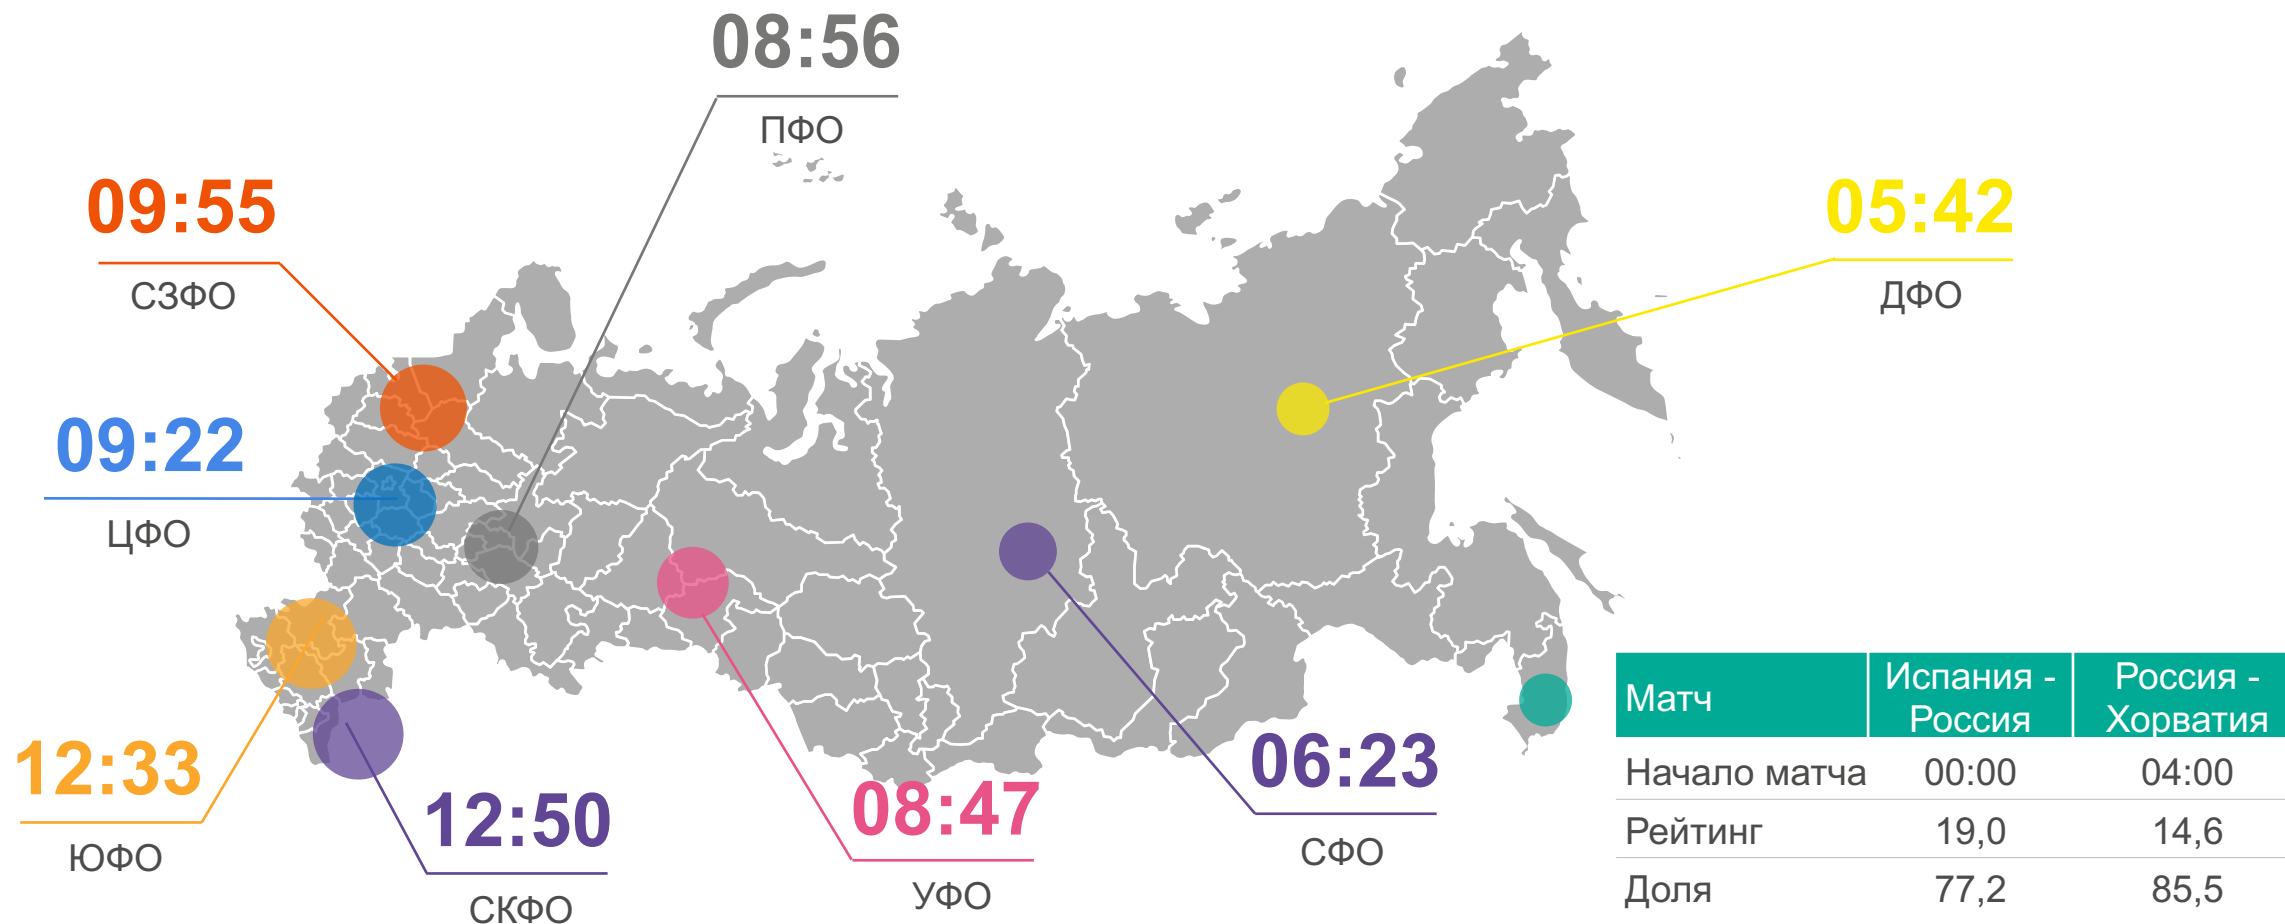 08:56
ПФО
09:55
СЗФО
05:42
ДФО
09:22
ЦФО
12:33
ЮФО
12:50
СКФО
08:47
УФО
06:23
СФО
Матч Испания - Россия Россия - Хорватия
Начало матча 00:00 04:00
Рейтинг 19,0 14,6
Доля 77,2 85,5